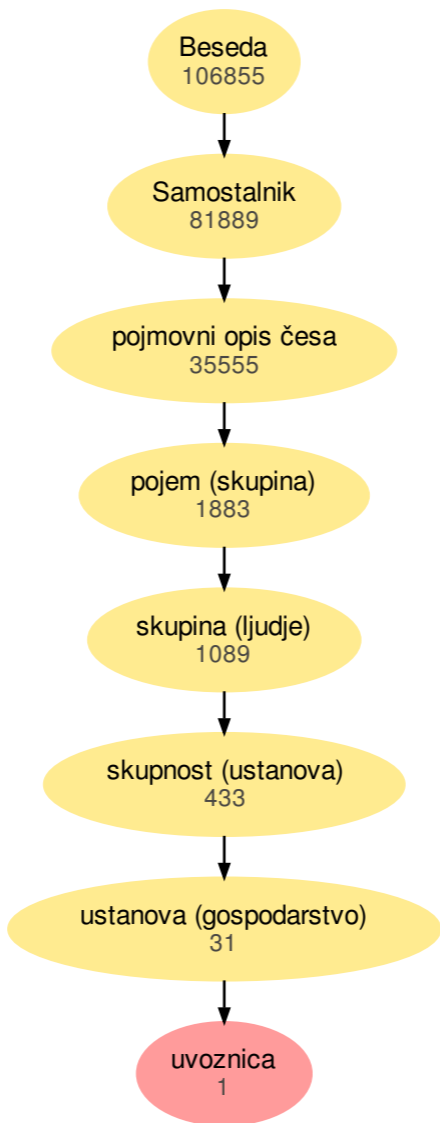 Beseda
106855
Samostalnik
81889
pojmovni opis česa
35555
pojem (skupina)
1883
skupina (ljudje)
1089
skupnost (ustanova)
433
ustanova (gospodarstvo)
31
uvoznica
1